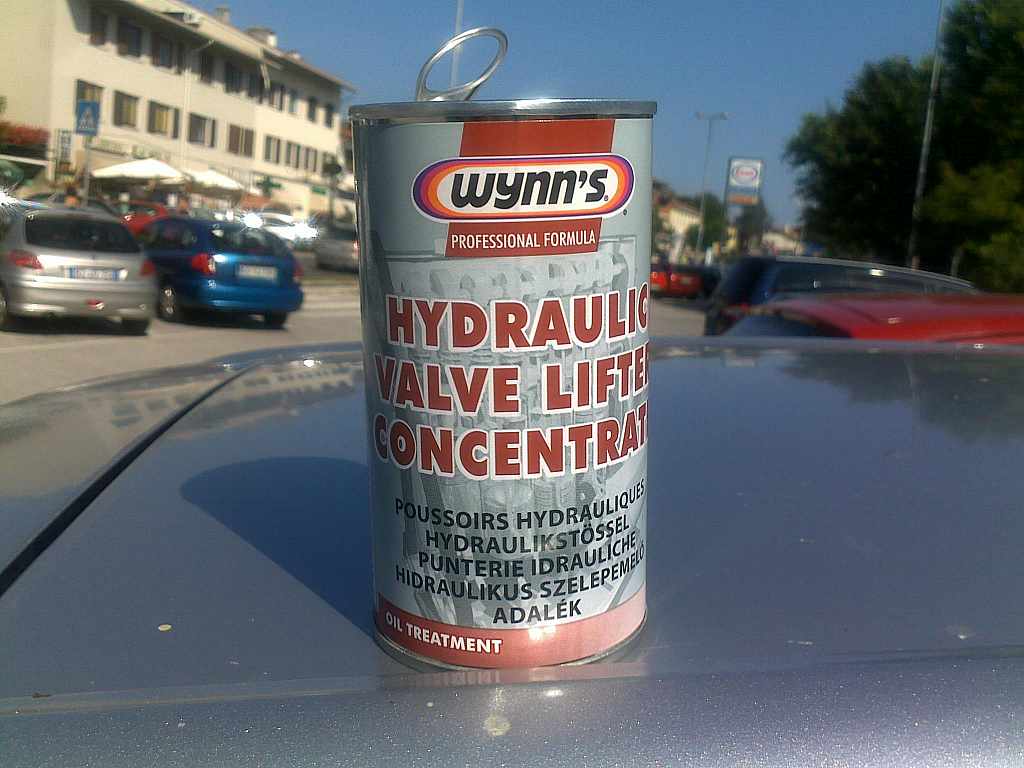 WYNN'S
PROFESSIONAL FORMULA
HYDRAULIC
VALVE LIFTER
CONCENTRAT
POUSSOIRS HYDRAULIQUES
HYDRAULIKSTÖSSEL
PUNTERIE IDRAULICHE
HIDRAULIKUS SZELEPEMELŐ
ADALÉK
OIL TREATMENT